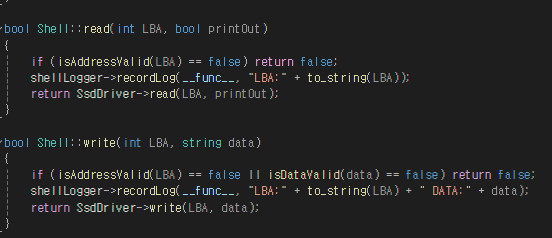 bool Shell::read(int LBA, bool printOut)
{
    if (isAddressValid(LBA) == false) return false;
    shellLogger->recordLog(__func__, "LBA:" + to_string(LBA));
    return SsdDriver->read(LBA, printOut);
}
bool Shell::write(int LBA, string data)
{
    if (isAddressValid(LBA) == false || isDataValid(data) == false) return false;
    shellLogger->recordLog(__func__, "LBA:" + to_string(LBA) + " DATA:" + data);
    return SsdDriver->write(LBA, data);
}